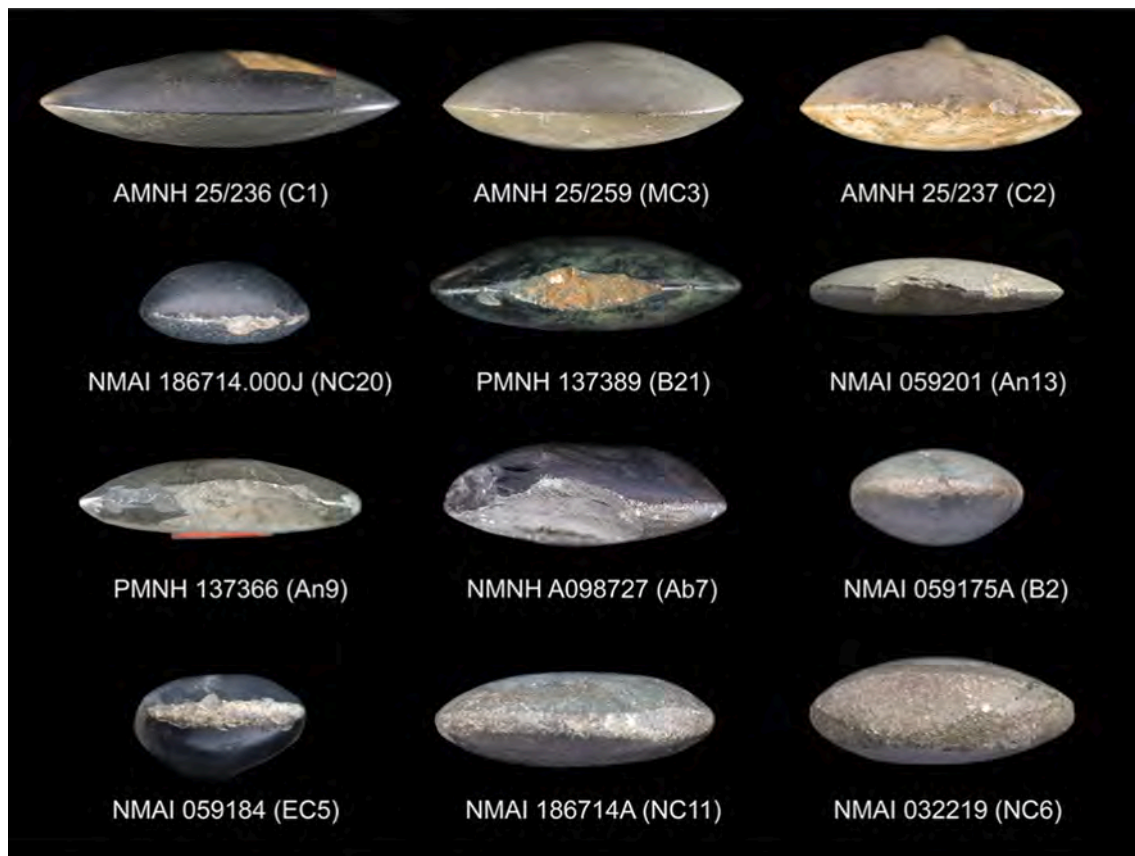 AMNH 25/236 (C1)
AMNH 25/259 (MC3)
AMNH 25/237 (C2)
NMAI 186714.000J (NC20)
PMNH 137389 (B21)
NMAI 059201 (An13)
PMNH 137366 (An9)
NMNH A098727 (Ab7)
NMAI 059175A (B2)
NMAI 059184 (EC5)
NMAI 186714A (NC11)
NMAI 032219 (NC6)